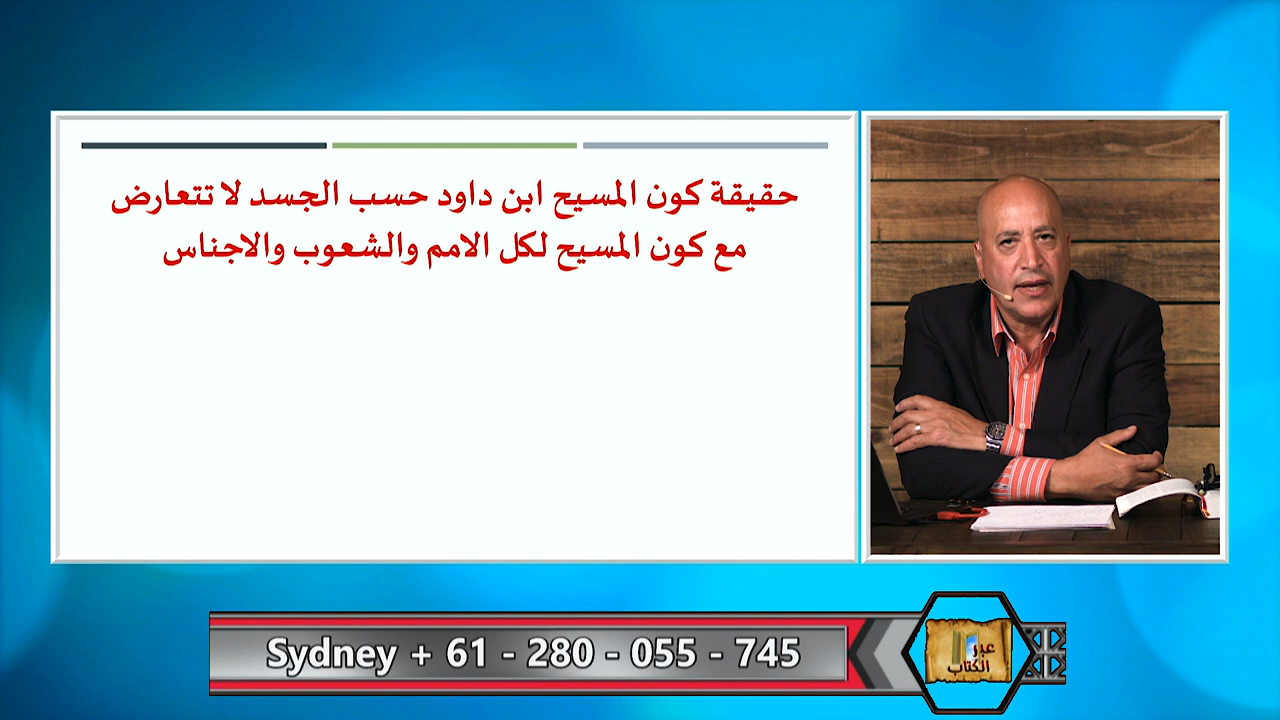 حقيقة كون المسيح ابن داود حسب الجسد لا تتعارض
مع كون المسيح لكل الامم والشعوب والاجناس
Sydney + 61 - 280 - 055 - 745
عبر
الكتاب